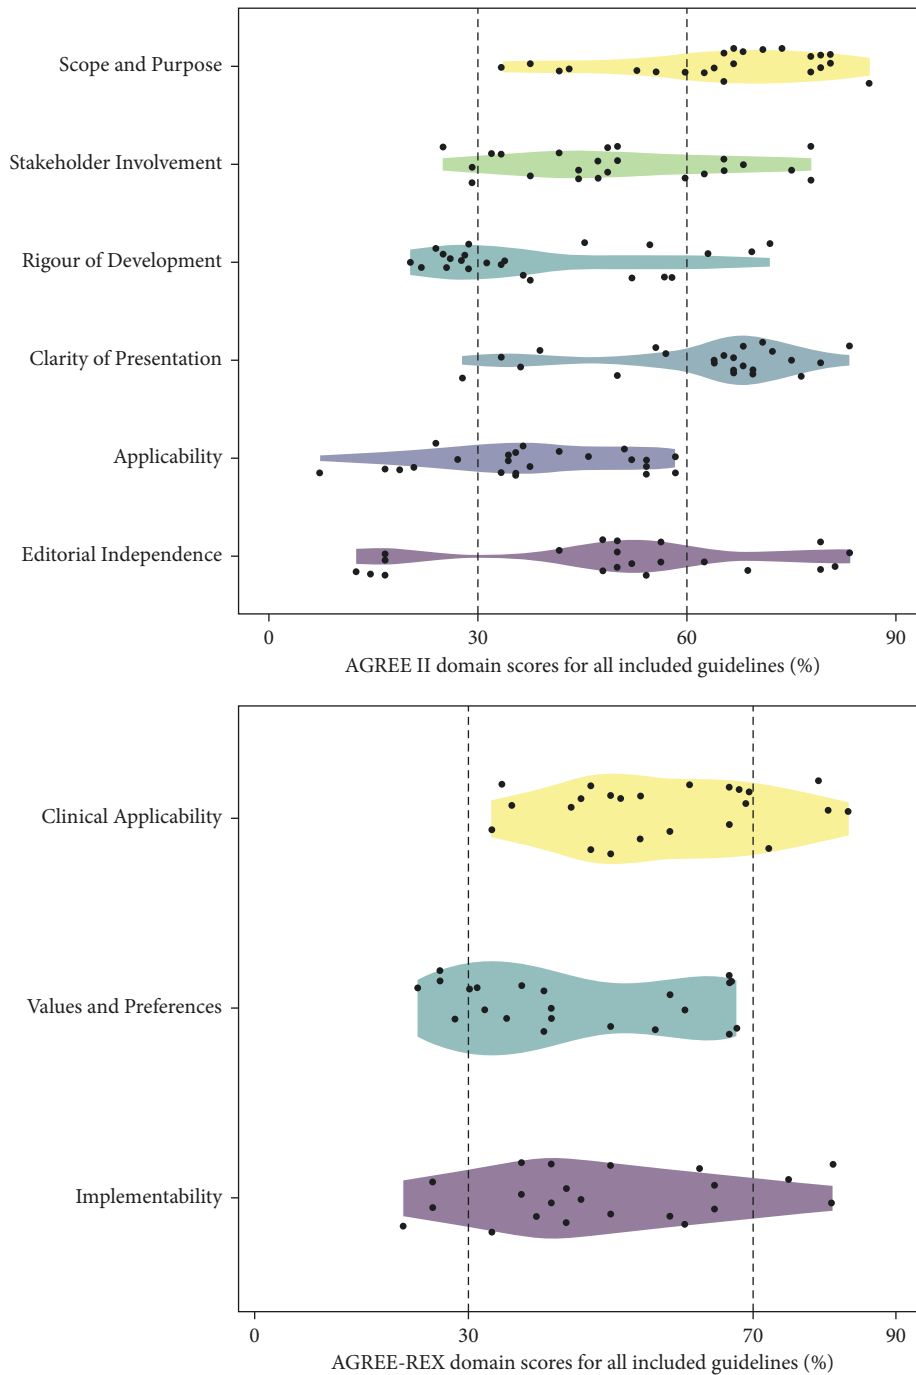 Scope and Purpose
Stakeholder Involvement
Rigour of Development
Clarity of Presentation
Applicability
Editorial Independence
0 30 60 90
AGREE II domain scores for all included guidelines (%)
Clinical Applicability
Values and Preferences
Implementability
0 30 70 90
AGREE-REX domain scores for all included guidelines (%)